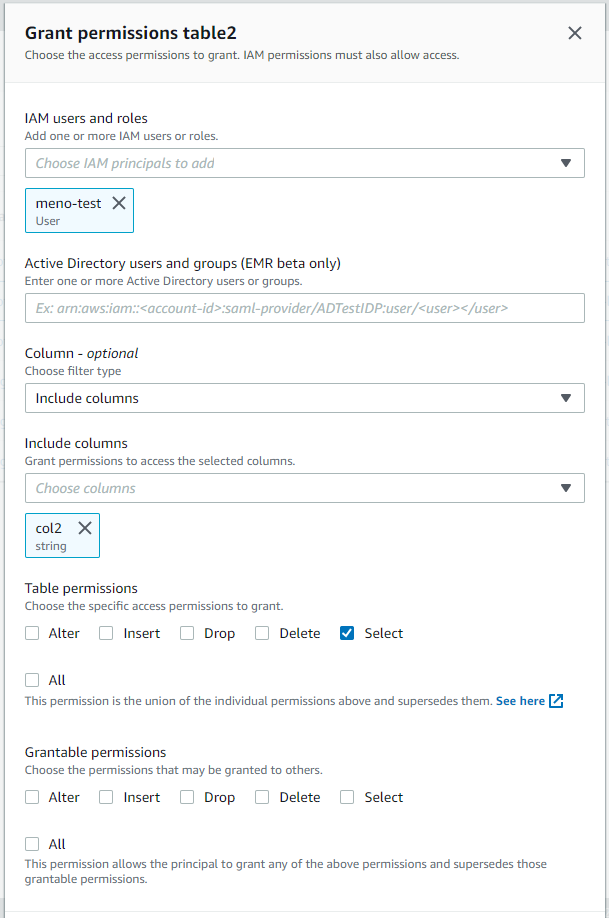 Grant permissions table2
Choose the access permissions to grant. IAM permissions must also allow access.
IAM users and roles
Add one or more IAM users or roles.
Choose IAM principals to add
meno-test
User
Active Directory users and groups (EMR beta only)
Enter one or more Active Directory users or groups.
Ex: arn:aws:iam::<account-id>:saml-provider/ADTestIDP:user/<user></user>
Column - optional
Choose filter type
Include columns
Include columns
Grant permissions to access the selected columns.
Choose columns
col2
string
Table permissions
Choose the specific access permissions to grant.
Alter Insert Drop Delete Select
All
This permission is the union of the individual permissions above and supersedes them. See here
Grantable permissions
Choose the permissions that may be granted to others.
Alter Insert Drop Delete Select
All
This permission allows the principal to grant any of the above permissions and supersedes those
grantable permissions.